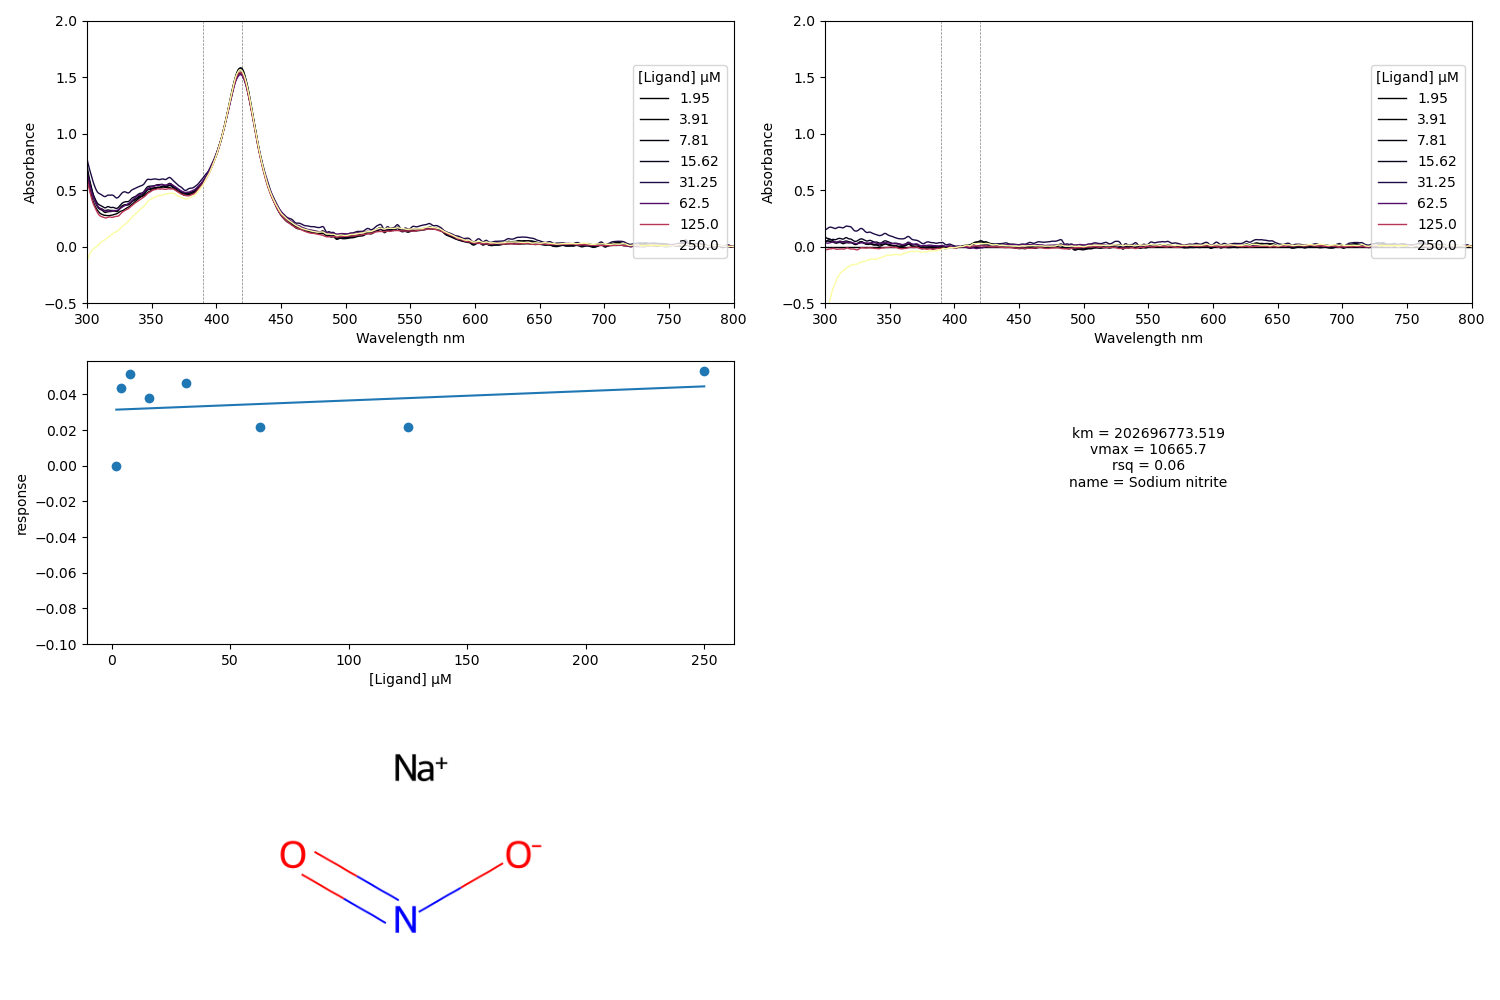 2.0
1.5
1.0
0.5
0.0
−0.5
Absorbance
300 350 400 450 500 550 600 650 700 750 800
Wavelength nm
[Ligand] µM
1.95
3.91
7.81
15.62
31.25
62.5
125.0
250.0
2.0
1.5
1.0
0.5
0.0
−0.5
Absorbance
300 350 400 450 500 550 600 650 700 750 800
Wavelength nm
[Ligand] µM
1.95
3.91
7.81
15.62
31.25
62.5
125.0
250.0
0.04
0.02
0.00
−0.02
−0.04
−0.06
−0.08
−0.10
response
0 50 100 150 200 250
[Ligand] µM
km = 202696773.519
vmax = 10665.7
rsq = 0.06
name = Sodium nitrite
Na+
O O−
N